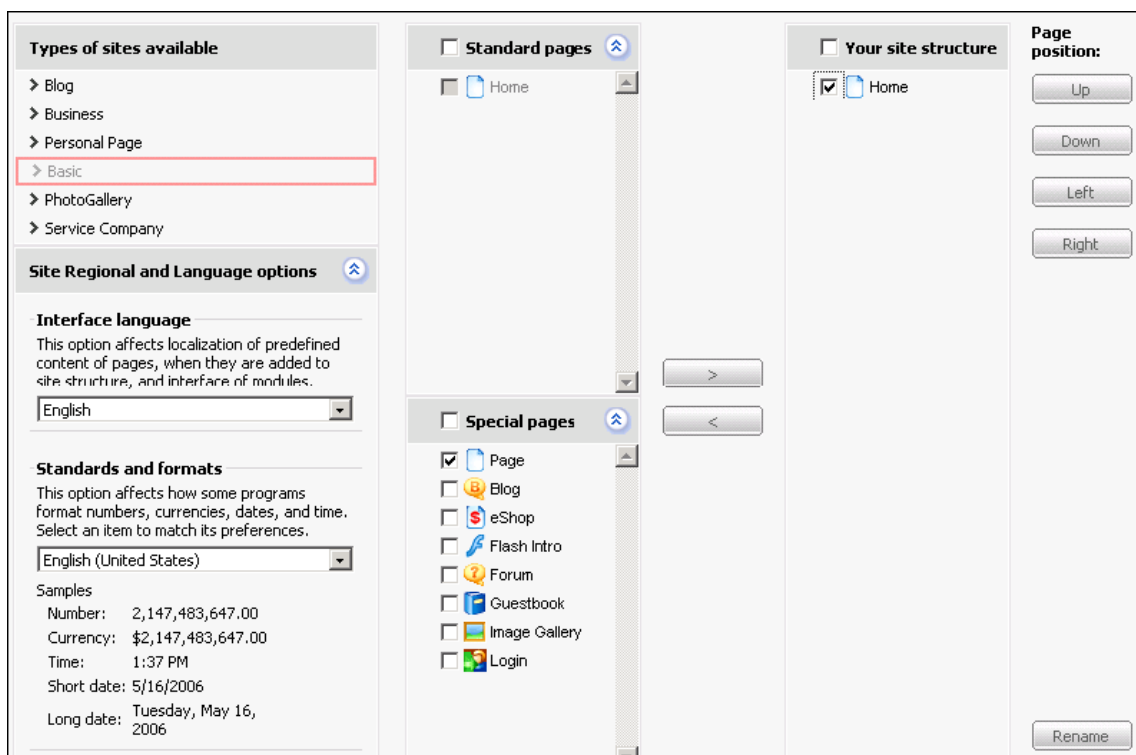 Types of sites available
Blog
Business
Personal Page
Basic
PhotoGallery
Service Company
Site Regional and Language options
Interface language
This option affects localization of predefined
content of pages, when they are added to
site structure, and interface of modules.
English
Standards and formats
This option affects how some programs
format numbers, currencies, dates, and time.
Select an item to match its preferences.
English (United States)
Samples
Number: 2,147,483,647.00
Currency: $2,147,483,647.00
Time: 1:37 PM
Short date: 5/16/2006
Long date: Tuesday, May 16,
2006
Standard pages
Home
Special pages
Page
Blog
eShop
Flash Intro
Forum
Guestbook
Image Gallery
Login
>
<
Your site structure
Home
Page
position:
Up
Down
Left
Right
Rename